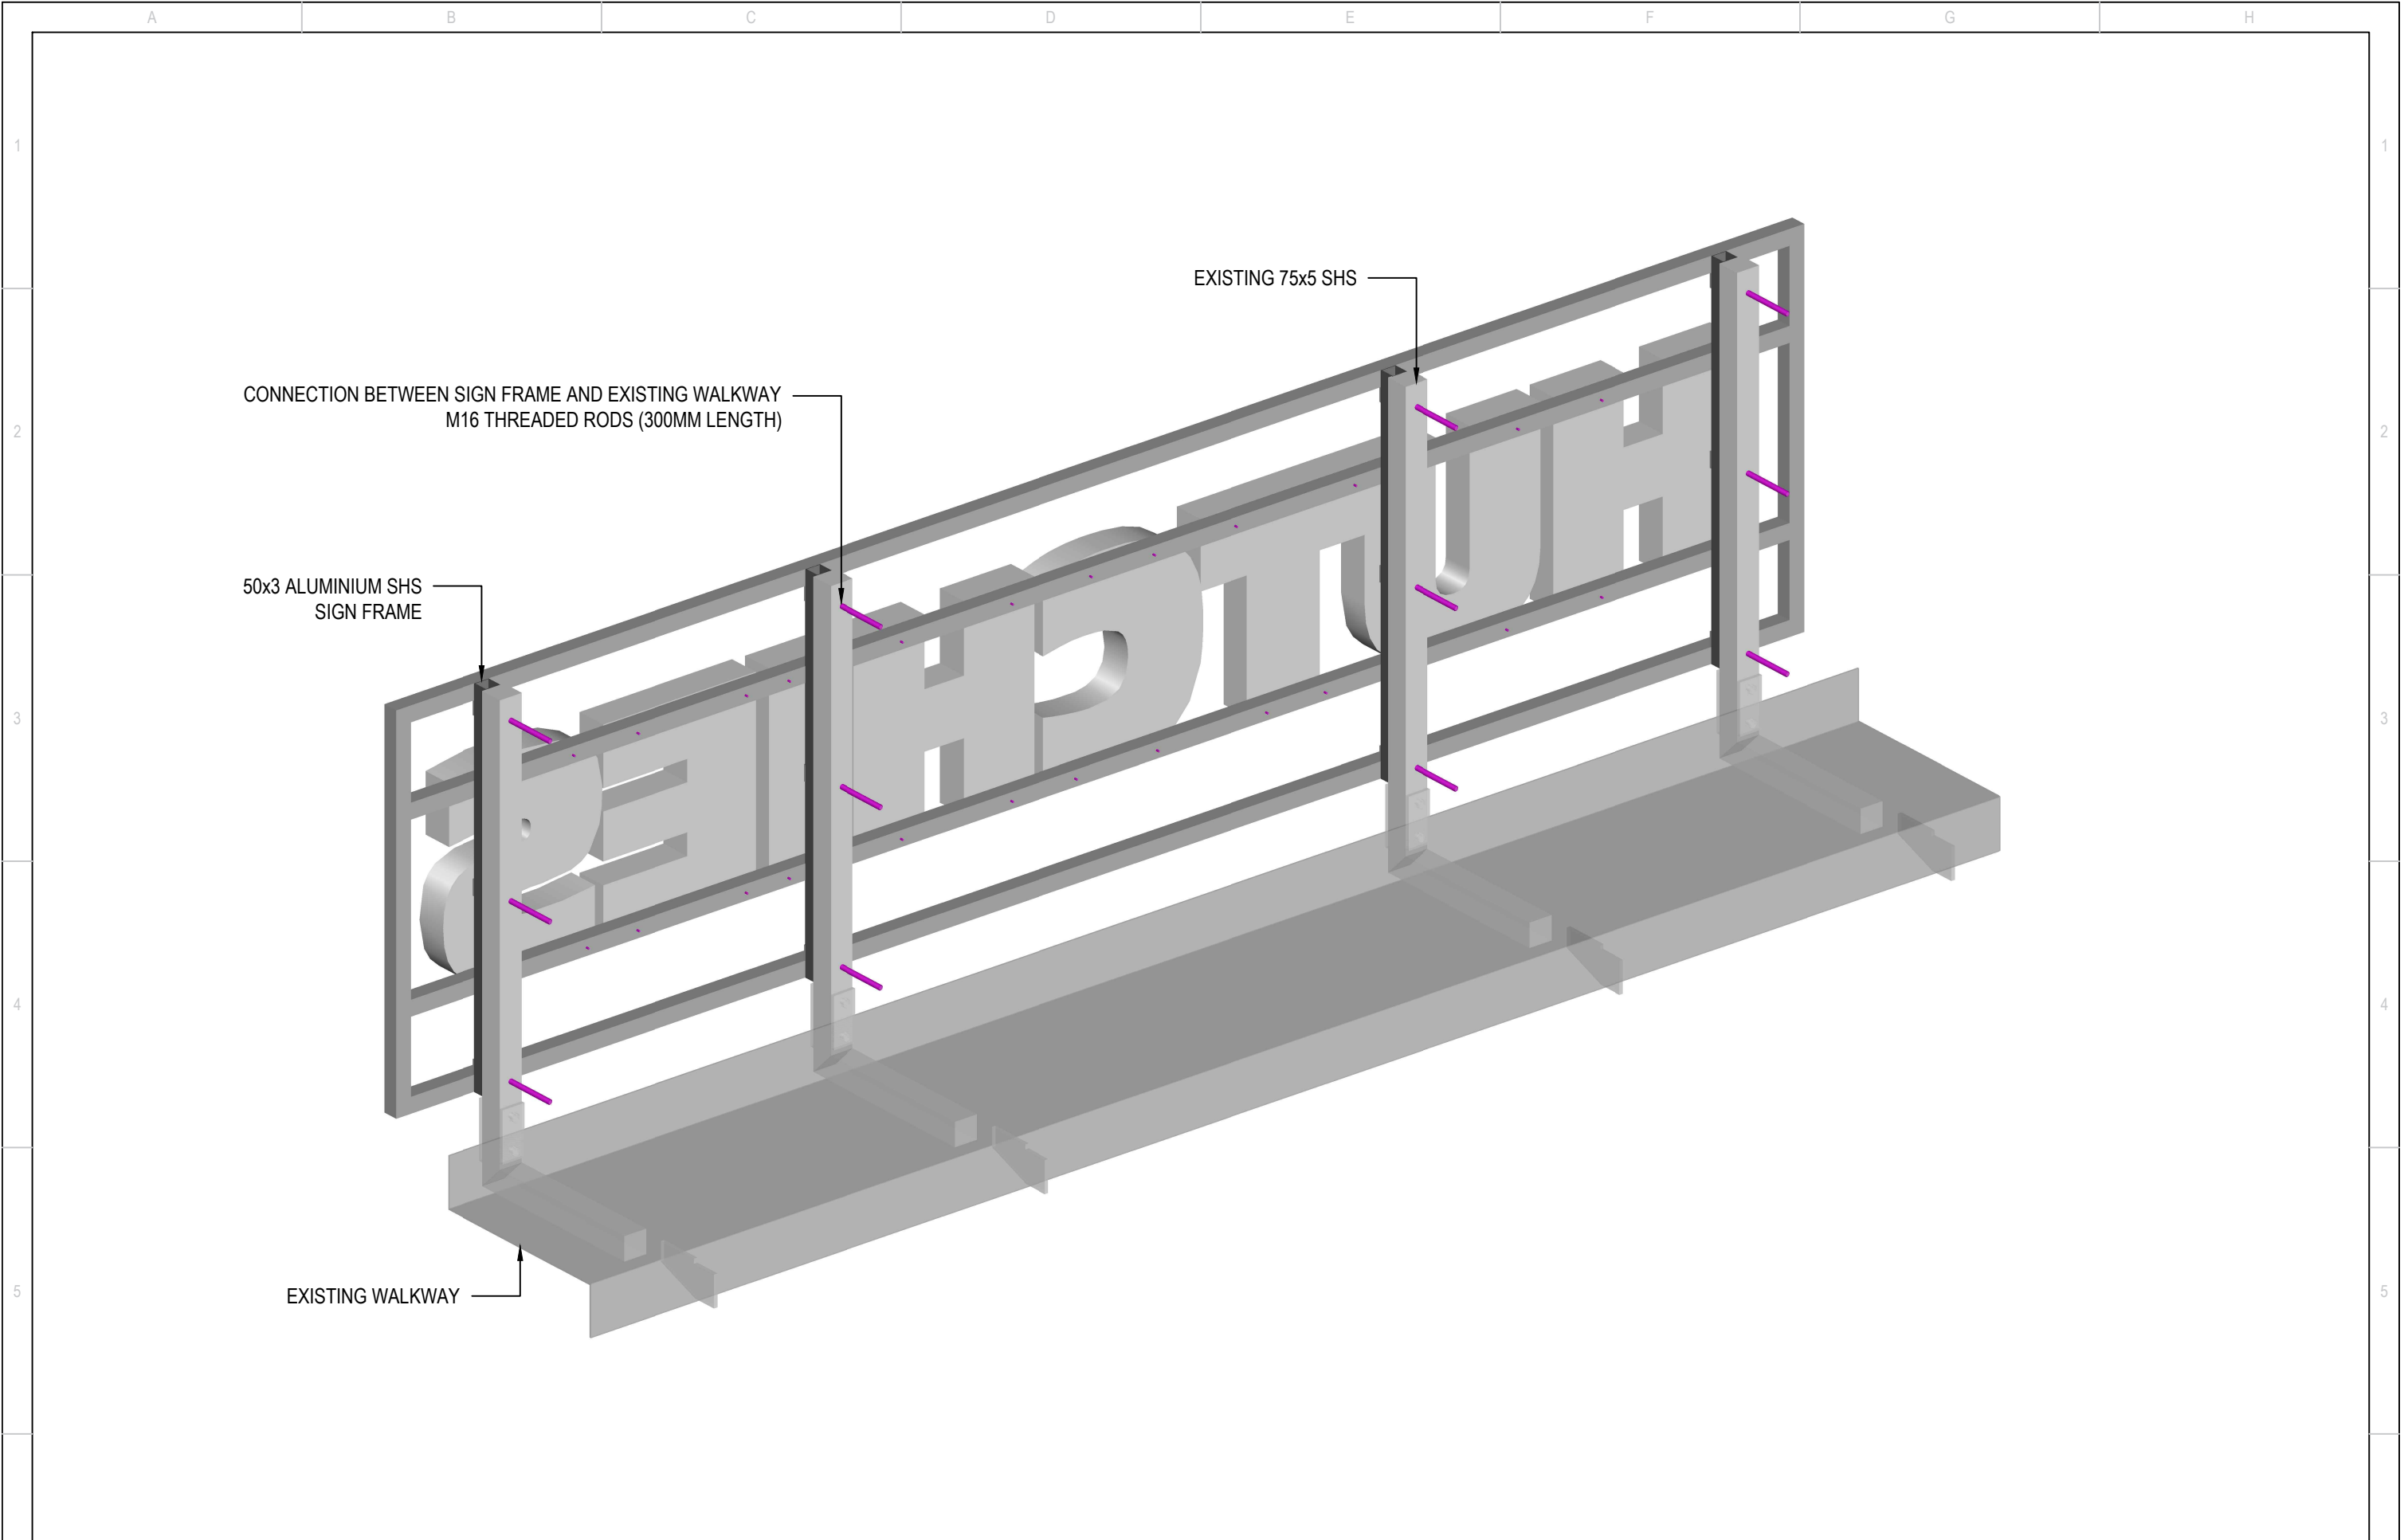 A B C D E F G H
1 1
EXISTING 75x5 SHS
CONNECTION BETWEEN SIGN FRAME AND EXISTING WALKWAY
M16 THREADED RODS (300MM LENGTH)
2 2
50x3 ALUMINIUM SHS
SIGN FRAME
HUTCHIES
3 3
4 4
5 5
EXISTING WALKWAY